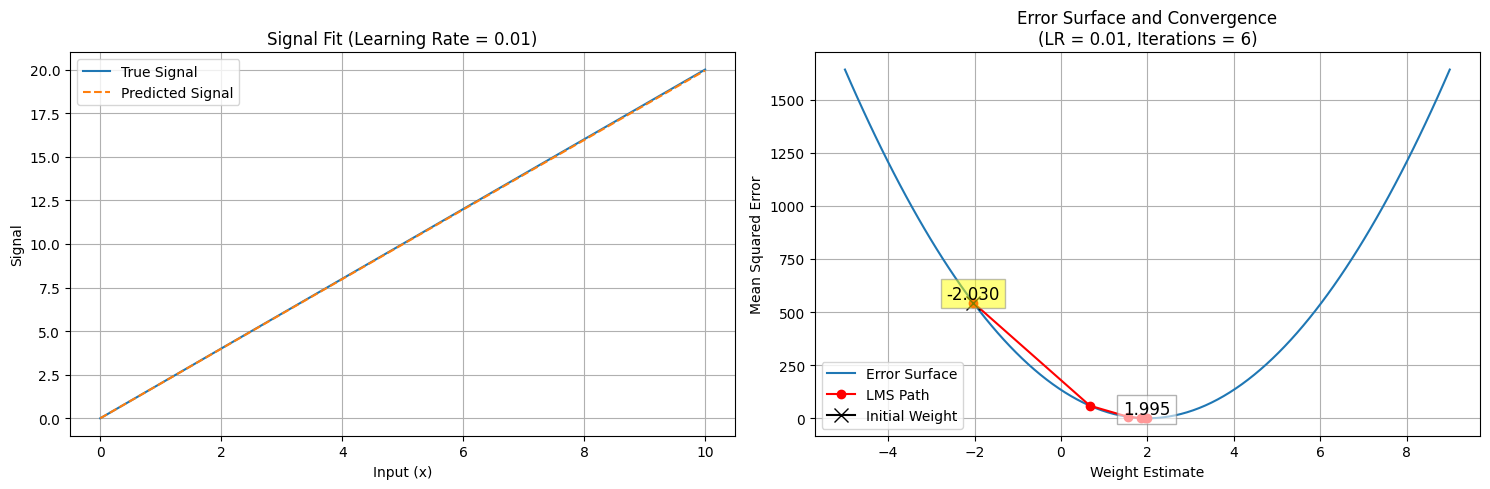 Signal Fit (Learning Rate = 0.01)
True Signal
Predicted Signal
20.0
17.5
15.0
12.5
10.0
7.5
5.0
2.5
0.0
Signal
0
2
4
6
8
10
Input (x)
Error Surface and Convergence
(LR = 0.01, Iterations = 6)
1500
1250
1000
750
500
250
0
Mean Squared Error
-2.030
1.995
Error Surface
LMS Path
Initial Weight
−4
−2
0
2
4
6
8
Weight Estimate